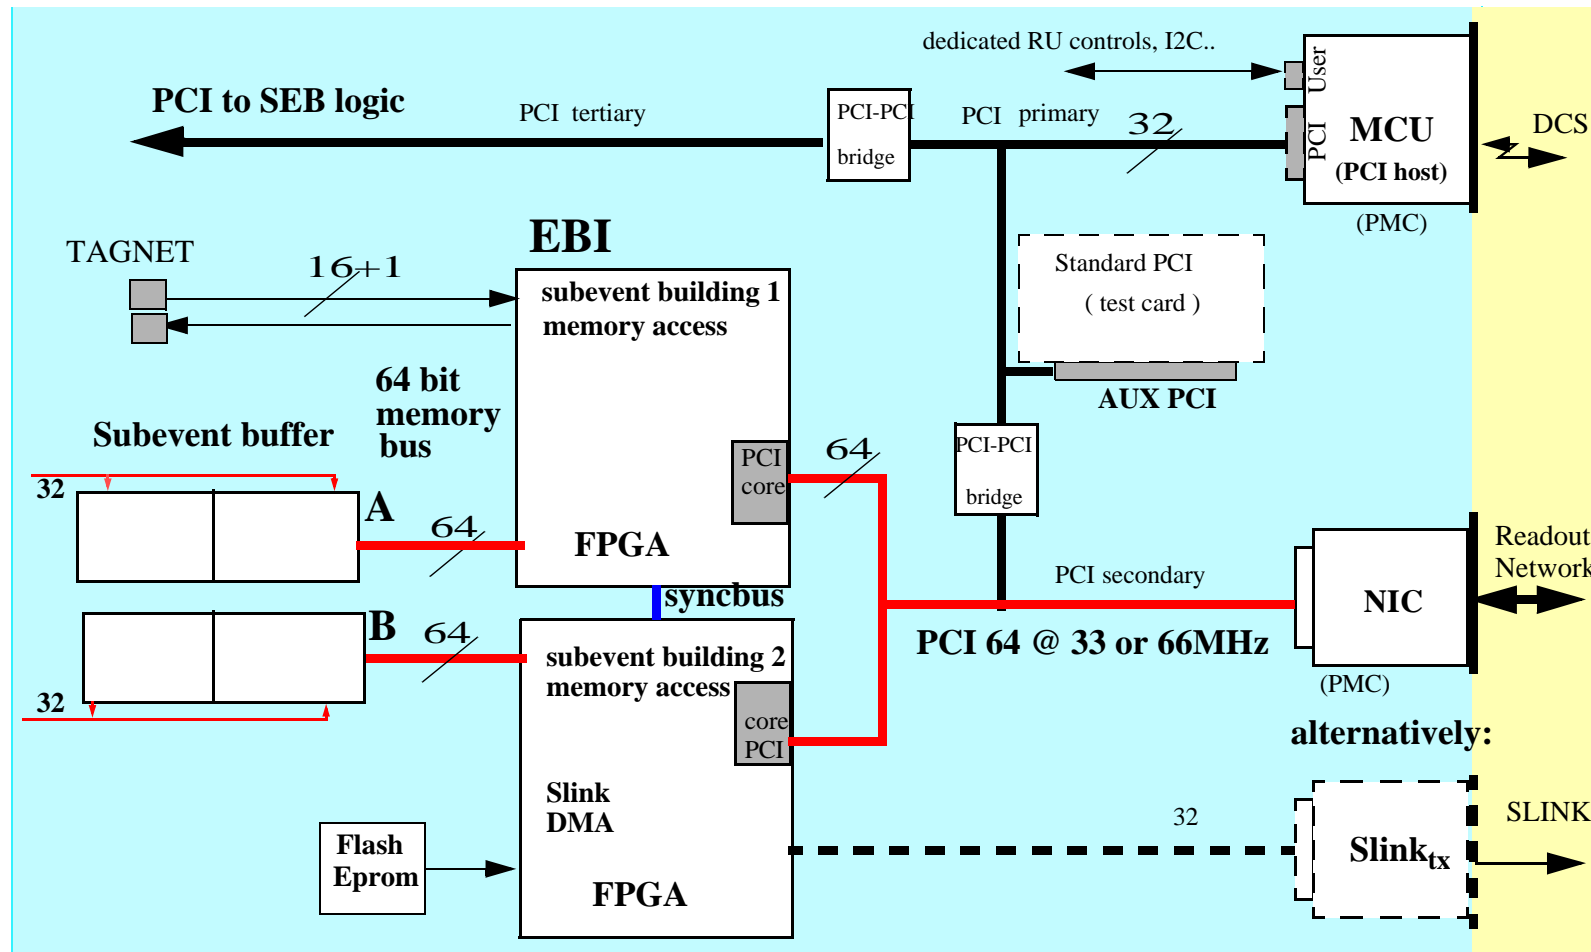 dedicated RU controls, I2C..
User
PCI to SEB logic
PCI tertiary
PCI-PCI
bridge
PCI primary
32
PCI
MCU
(PCI host)
DCS
(PMC)
EBI
TAGNET
16+1
Standard PCI
( test card )
subevent building 1
memory access
64 bit
memory
bus
AUX PCI
Subevent buffer
PCI
core
64
PCI-PCI
bridge
32
A
64
FPGA
Readout
Network
PCI secondary
syncbus
NIC
B
64
PCI 64 @ 33 or 66MHz
subevent building 2
memory access
(PMC)
32
core
PCI
alternatively:
Slink
DMA
32
SLINK
Flash
Eprom
Slinktx
FPGA